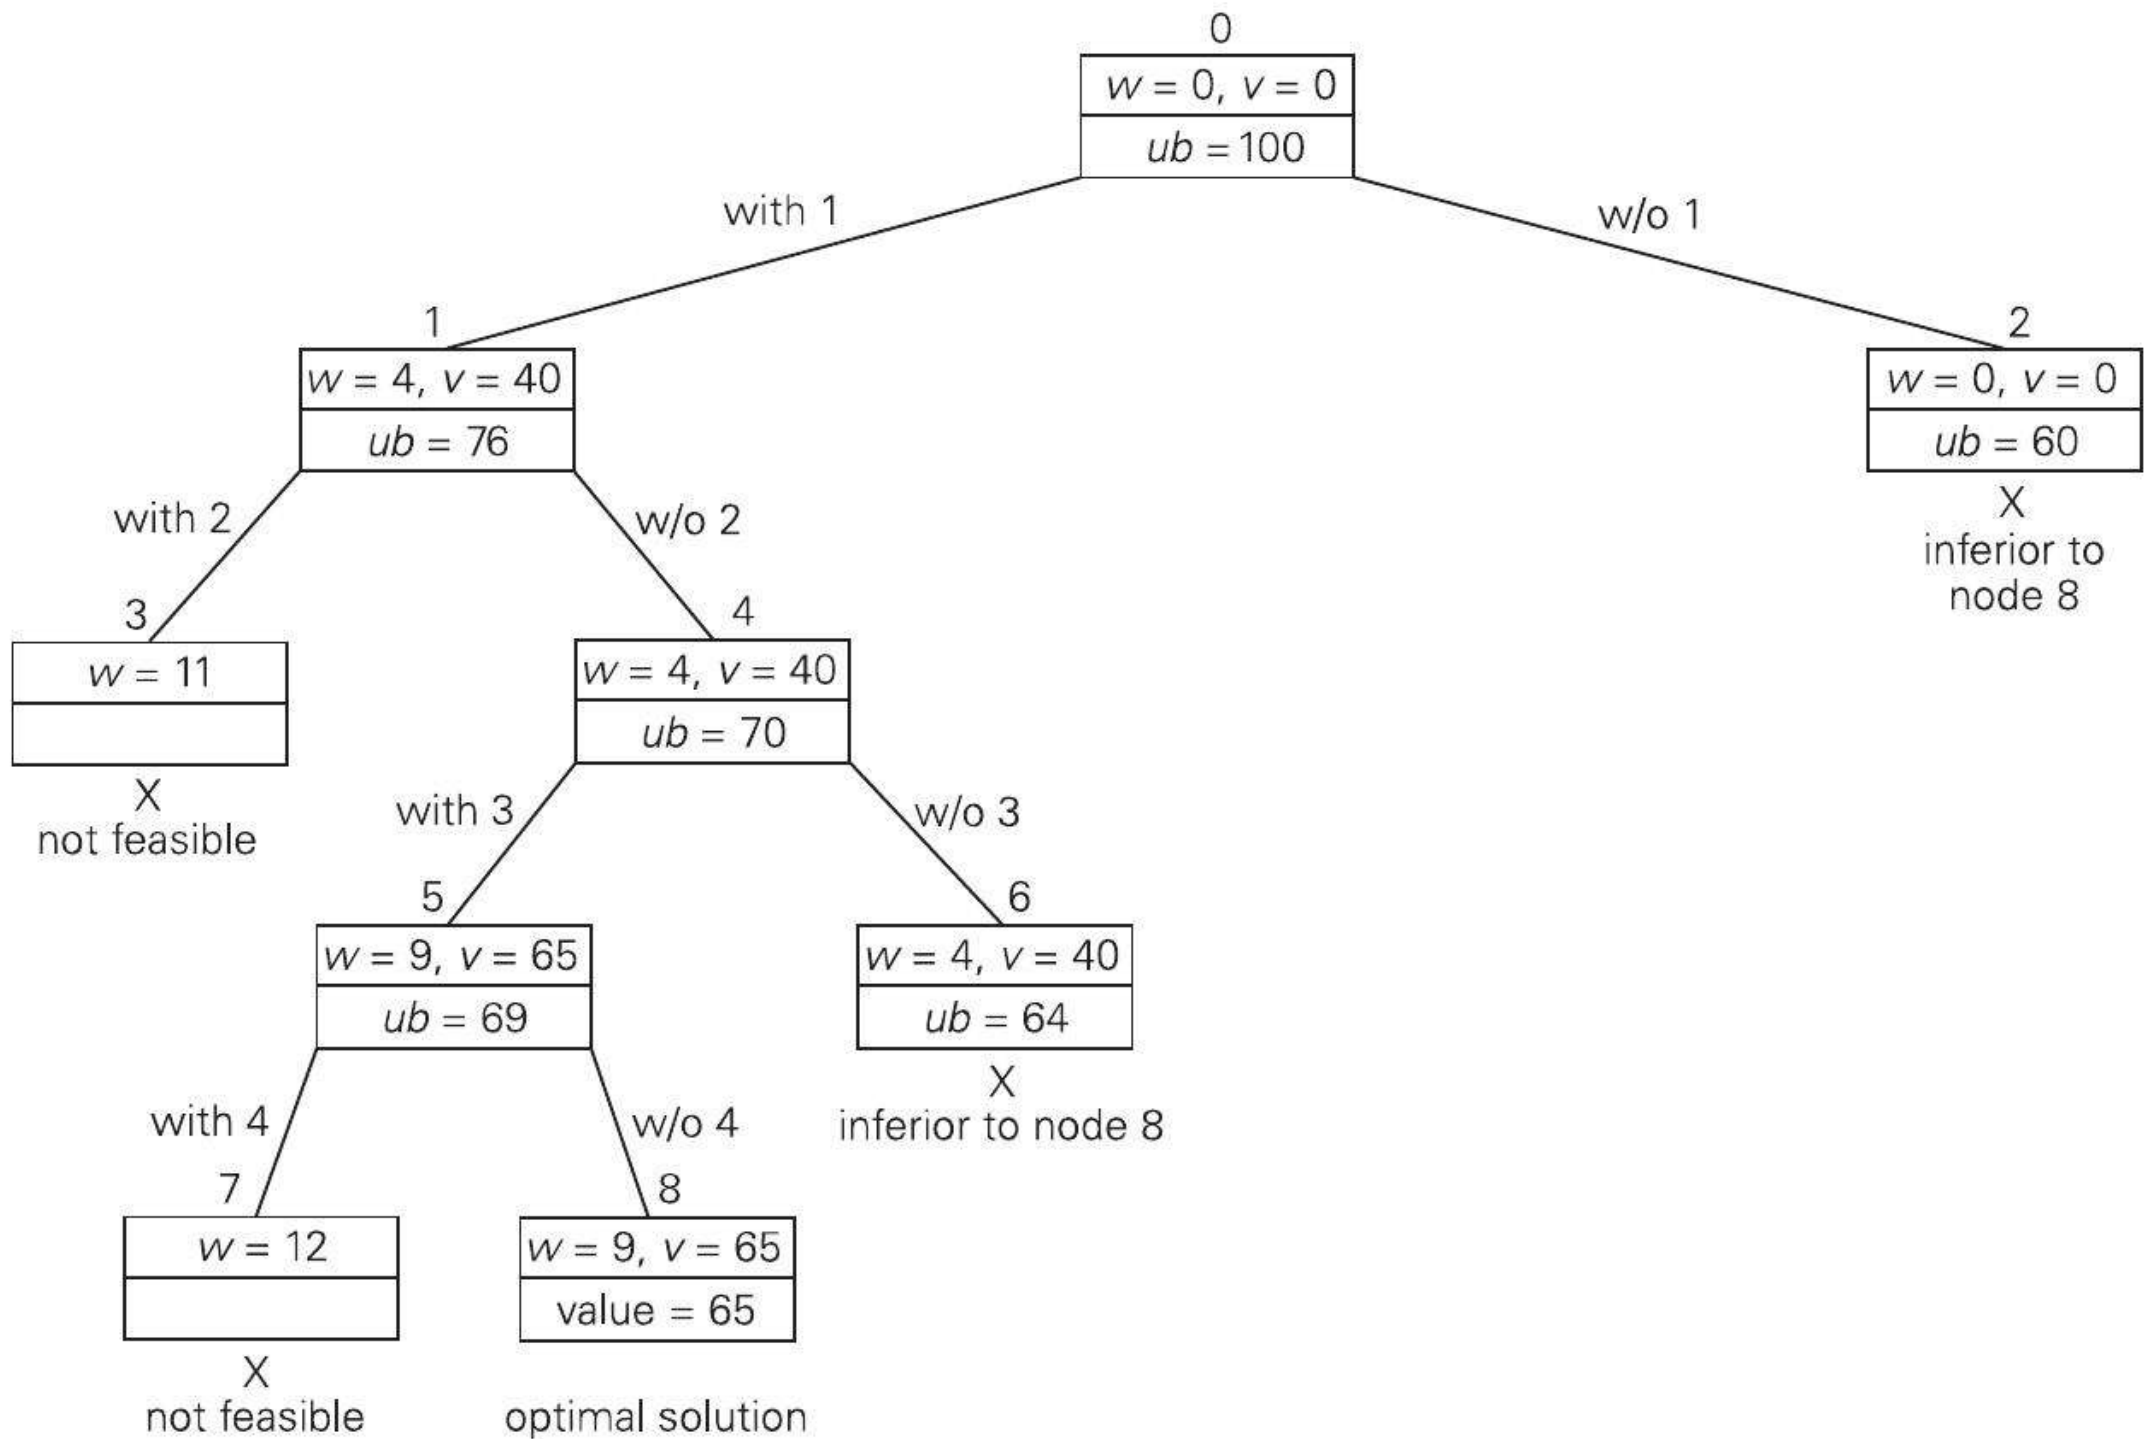 0
w = 0, v = 0
ub = 100
with 1
w/o 1
1
w = 4, v = 40
ub = 76
2
w = 0, v = 0
ub = 60
X
inferior to
node 8
with 2
w/o 2
3
w = 11
X
not feasible
4
w = 4, v = 40
ub = 70
with 3
w/o 3
5
w = 9, v = 65
ub = 69
6
w = 4, v = 40
ub = 64
X
inferior to node 8
with 4
w/o 4
7
w = 12
X
not feasible
8
w = 9, v = 65
value = 65
optimal solution